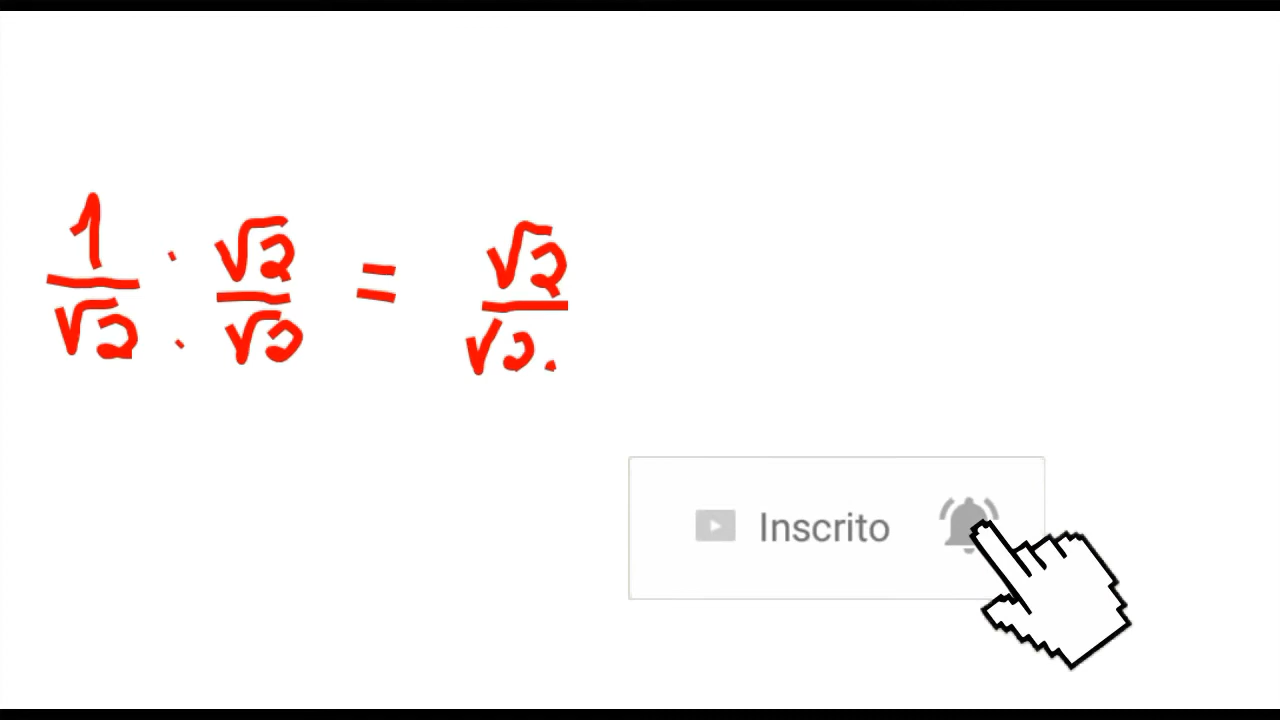 1/√2 · √2/√2 = √2/√2.
Inscrito